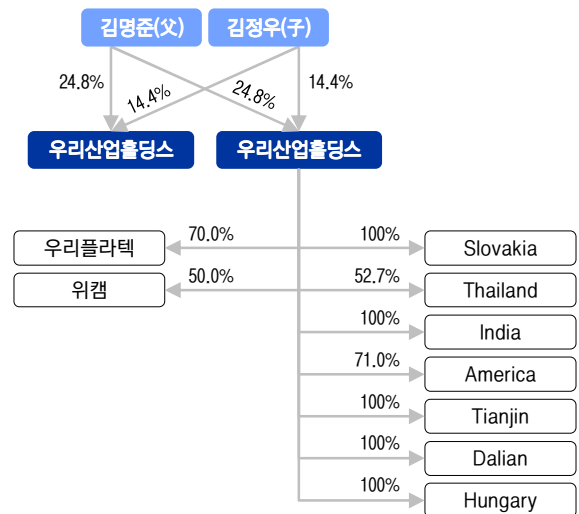 김명준(父)
김정우(子)
24.8%
14.4%
24.8%
14.4%
우리산업홀딩스
우리산업홀딩스
우리플라텍
70.0%
100%
Slovakia
위캠
50.0%
52.7%
Thailand
100%
India
71.0%
America
100%
Tianjin
100%
Dalian
100%
Hungary